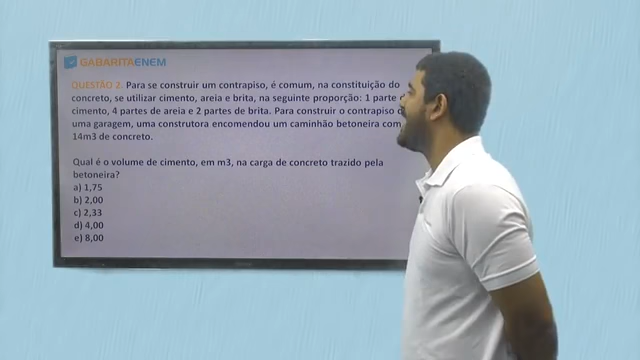 GABARITAENEM
QUESTÃO 2. Para se construir um contrapiso, é comum, na constituição do
concreto, se utilizar cimento, areia e brita, na seguinte proporção: 1 parte
cimento, 4 partes de areia e 2 partes de brita. Para construir o contrapiso
uma garagem, uma construtora encomendou um caminhão betoneira com
14m3 de concreto.
Qual é o volume de cimento, em m3, na carga de concreto trazido pela
betoneira?
a) 1,75
b) 2,00
c) 2,33
d) 4,00
e) 8,00